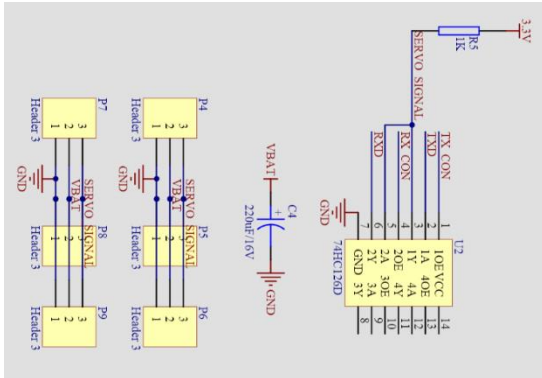 3.3V
R5
1K
SERVO SIGNAL
TX CON
TXD
RX CON
RXD
GND
U2
1 1OE VCC 14
2 1A 4OE 13
3 1Y 4A 12
4 2OE 4Y 11
5 2A 3OE 10
6 2Y 3A 9
7 GND 3Y 8
74HC126D
VBAT
C4
+
220uF/16V
GND
P4
3
2
1
Header 3
SERVO SIGNAL
VBAT
GND
P5
3
2
1
Header 3
P6
3
2
1
Header 3
P7
3
2
1
Header 3
SERVO SIGNAL
VBAT
GND
P8
3
2
1
Header 3
P9
3
2
1
Header 3